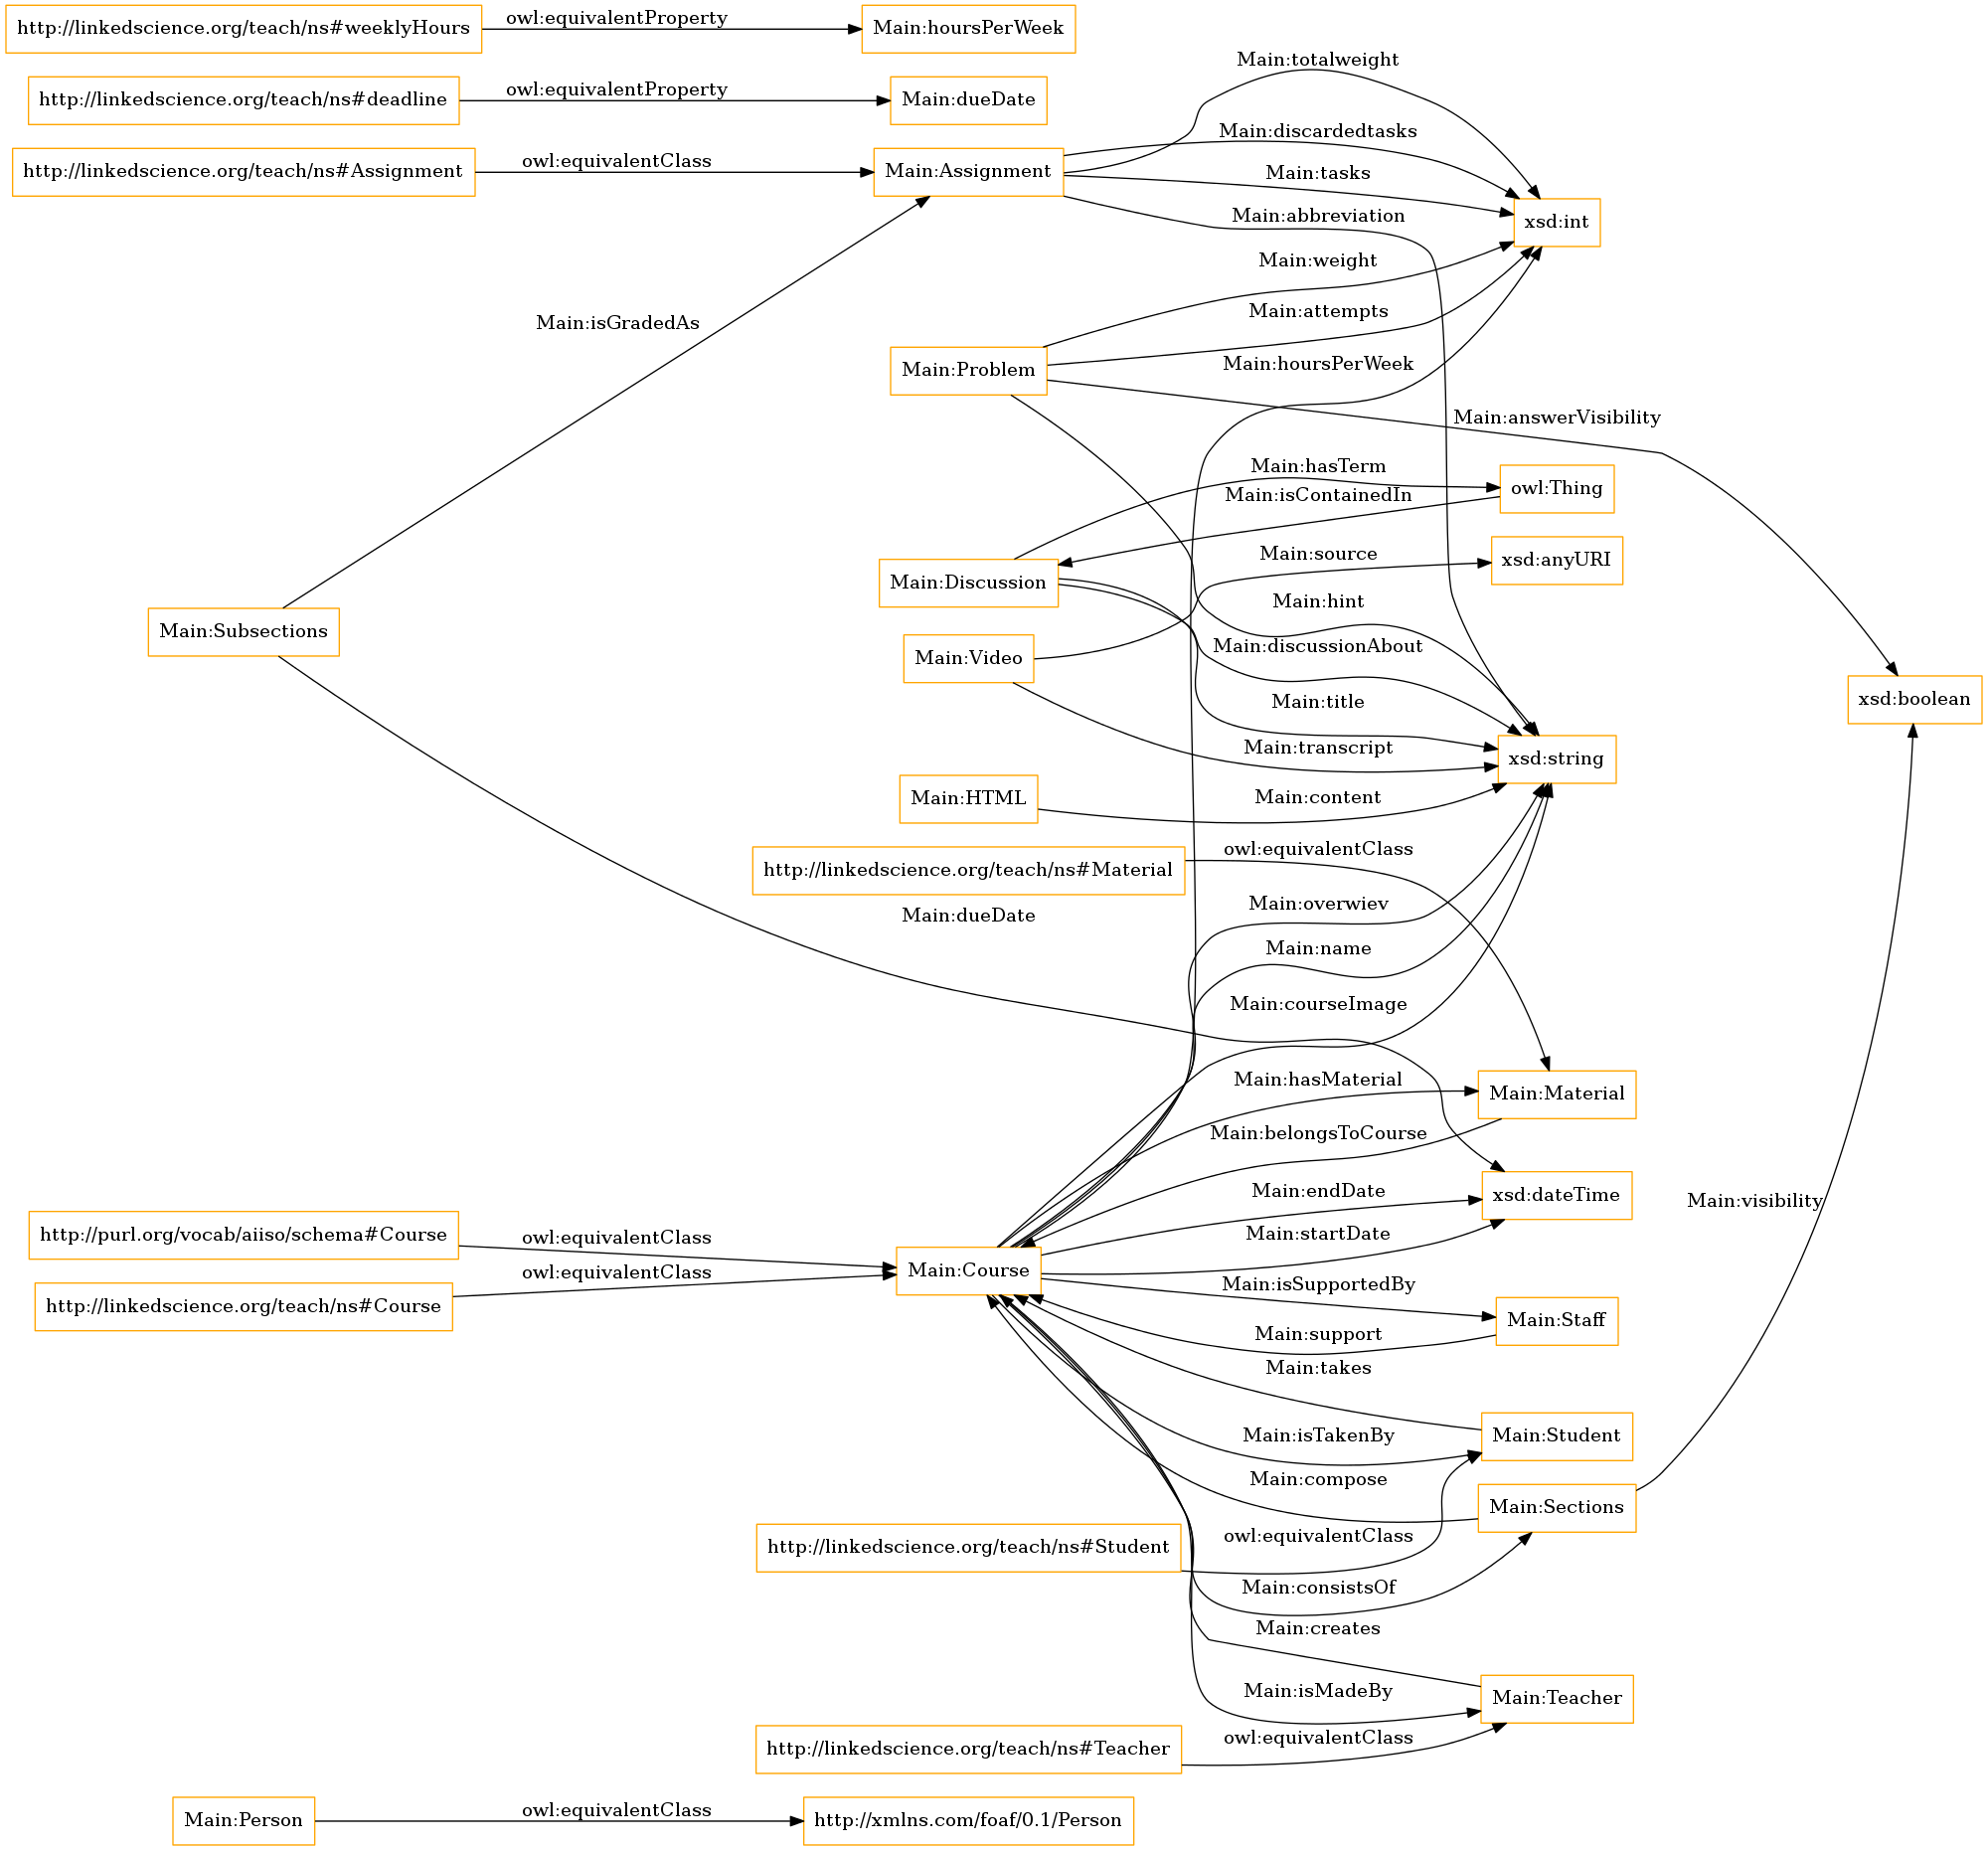 http://linkedscience.org/teach/ns#weeklyHours
owl:equivalentProperty
Main:hoursPerWeek
Main:totalweight
http://linkedscience.org/teach/ns#deadline
owl:equivalentProperty
Main:dueDate
Main:discardedtasks
http://linkedscience.org/teach/ns#Assignment
owl:equivalentClass
Main:Assignment
Main:tasks
Main:abbreviation
xsd:int
Main:weight
Main:isGradedAs
Main:attempts
Main:Problem
Main:hoursPerWeek
Main:answerVisibility
Main:hasTerm
owl:Thing
Main:isContainedIn
Main:source
xsd:anyURI
Main:Discussion
Main:hint
Main:Subsections
Main:discussionAbout
Main:Video
Main:title
xsd:boolean
Main:transcript
xsd:string
Main:HTML
Main:content
owl:equivalentClass
http://linkedscience.org/teach/ns#Material
Main:overwiev
Main:dueDate
Main:name
Main:courseImage
Main:hasMaterial
Main:Material
Main:belongsToCourse
Main:endDate
xsd:dateTime
Main:visibility
Main:startDate
http://purl.org/vocab/aiiso/schema#Course
owl:equivalentClass
Main:Course
http://linkedscience.org/teach/ns#Course
owl:equivalentClass
Main:isSupportedBy
Main:Staff
Main:support
Main:takes
Main:isTakenBy
Main:Student
Main:compose
Main:Sections
http://linkedscience.org/teach/ns#Student
owl:equivalentClass
Main:consistsOf
Main:creates
Main:isMadeBy
Main:Teacher
http://linkedscience.org/teach/ns#Teacher
owl:equivalentClass
Main:Person
owl:equivalentClass
http://xmlns.com/foaf/0.1/Person